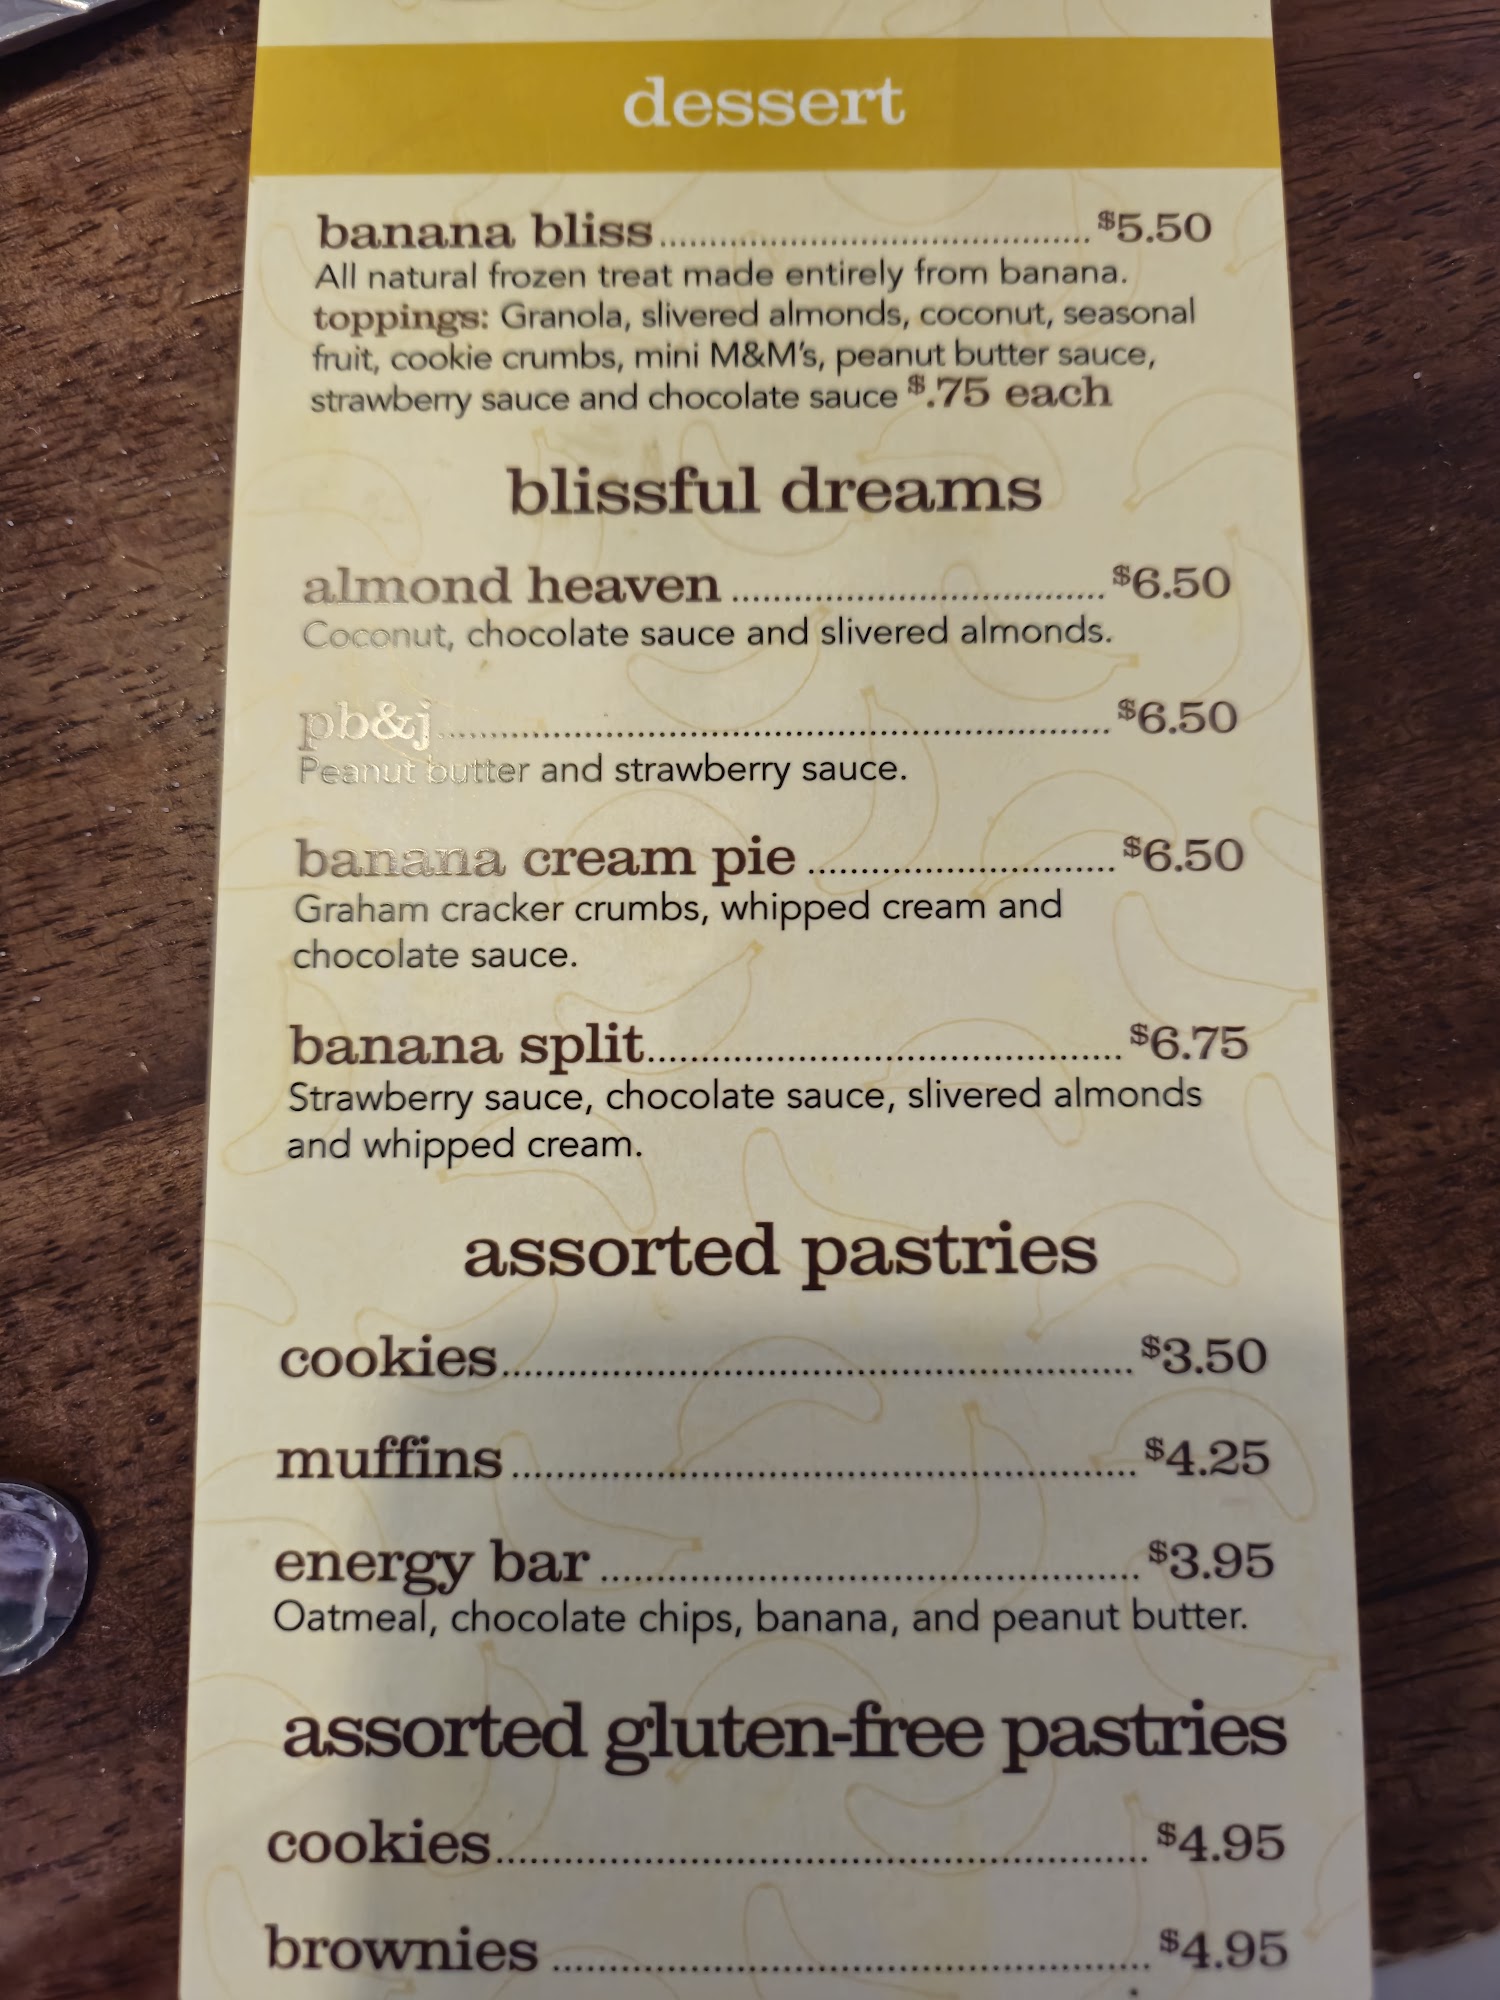 dessert
banana bliss.......................................... $5.50
All natural frozen treat made entirely from banana.
toppings: Granola, slivered almonds, coconut, seasonal
fruit, cookie crumbs, mini M&M's, peanut butter sauce,
strawberry sauce and chocolate sauce $.75 each
blissful dreams
almond heaven .................................... $6.50
Coconut, chocolate sauce and slivered almonds.
pb&j................................................................ $6.50
Peanut butter and strawberry sauce.
banana cream pie ............................. $6.50
Graham cracker crumbs, whipped cream and
chocolate sauce.
banana split............................................. $6.75
Strawberry sauce, chocolate sauce, slivered almonds
and whipped cream.
assorted pastries
cookies........................................................... $3.50
muffins .......................................................... $4.25
energy bar .................................................. $3.95
Oatmeal, chocolate chips, banana, and peanut butter.
assorted gluten-free pastries
cookies............................................................ $4.95
brownies ....................................................... $4.95